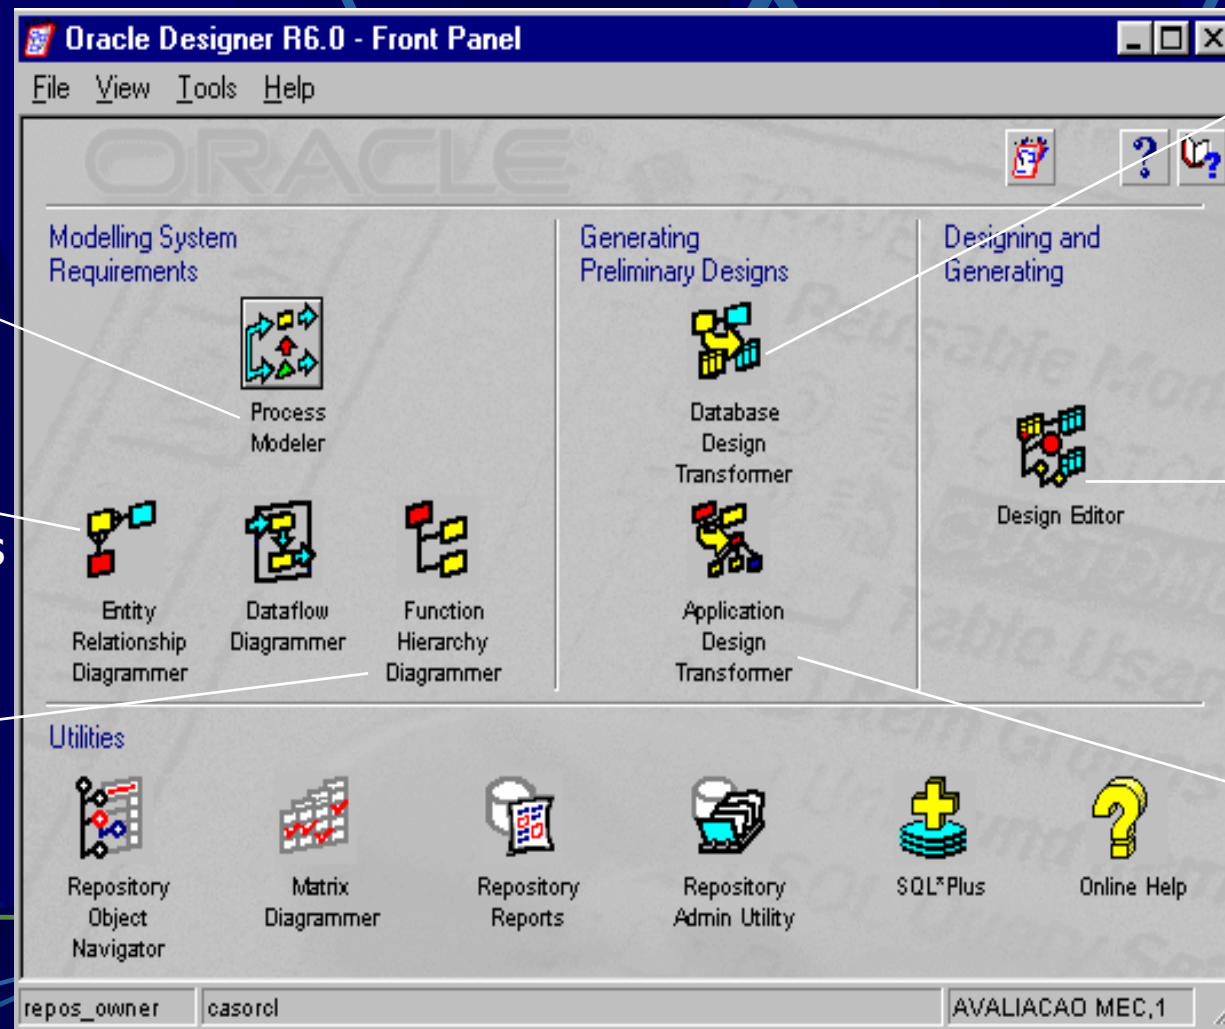 Oracle Designer R6.0 - Front Panel
File View Tools Help
ORACLE
Modelling System
Requirements
Process
Modeler
Entity
Relationship
Diagrammer
Dataflow
Diagrammer
Function
Hierarchy
Diagrammer
Generating
Preliminary Designs
Database
Design
Transformer
Application
Design
Transformer
Designing and
Generating
Design Editor
s
Utilities
Repository
Object
Navigator
Matrix
Diagrammer
Repository
Reports
Repository
Admin Utility
SQL*Plus
Online Help
repos_owner casorcl AVALIACAO MEC,1